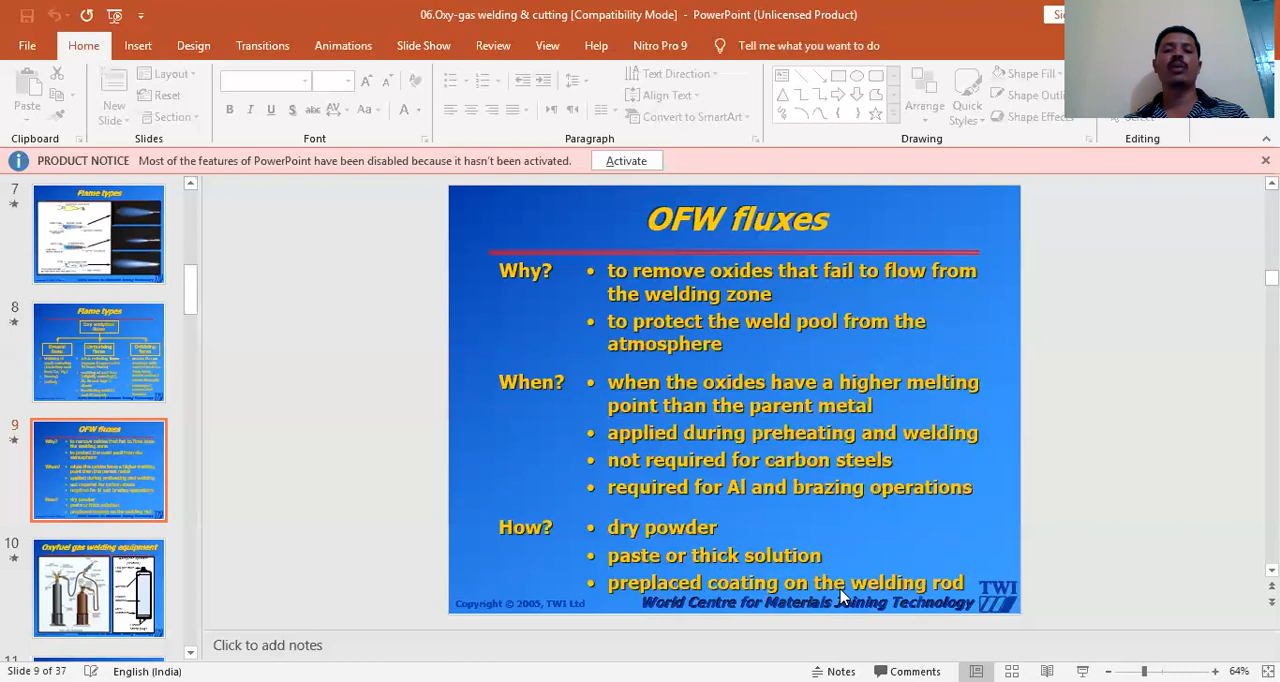 06.Oxy-gas welding & cutting [Compatibility Mode] - PowerPoint (Unlicensed Product)
File Home Insert Design Transitions Animations Slide Show Review View Help Nitro Pro 9 Tell me what you want to do
Paste
New
Slide
Layout
Reset
Section
Text Direction
Align Text
Convert to SmartArt
Arrange
Quick
Styles
Shape Fill
Shape Outli
Shape Effects
Clipboard Slides Font Paragraph Drawing Editing
PRODUCT NOTICE Most of the features of PowerPoint have been disabled because it hasn't been activated. Activate
7
Flame types
8
Flame types
9
OFW fluxes
10
Oxyfuel gas welding equipment
OFW fluxes
Why? • to remove oxides that fail to flow from
the welding zone
• to protect the weld pool from the
atmosphere
When? • when the oxides have a higher melting
point than the parent metal
• applied during preheating and welding
• not required for carbon steels
• required for Al and brazing operations
How? • dry powder
• paste or thick solution
• preplaced coating on the welding rod
Copyright © 2005, TWI Ltd World Centre for Materials Joining Technology TWI
Click to add notes
Slide 9 of 37 English (India) Notes Comments 64%